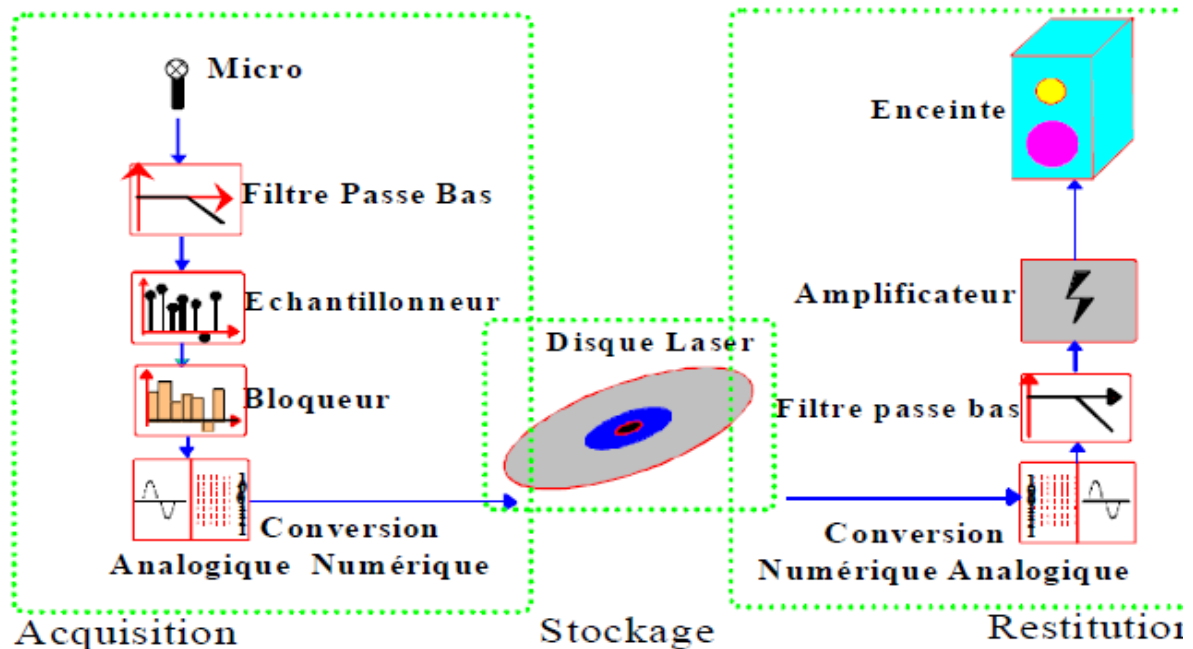 Micro
Filtre Passe Bas
Echantillonneur
Bloqueur
Conversion
Analogique Numérique
Acquisition
Disque Laser
Stockage
Enceinte
Amplificateur
Filtre passe bas
Conversion
Numérique Analogique
Restitution